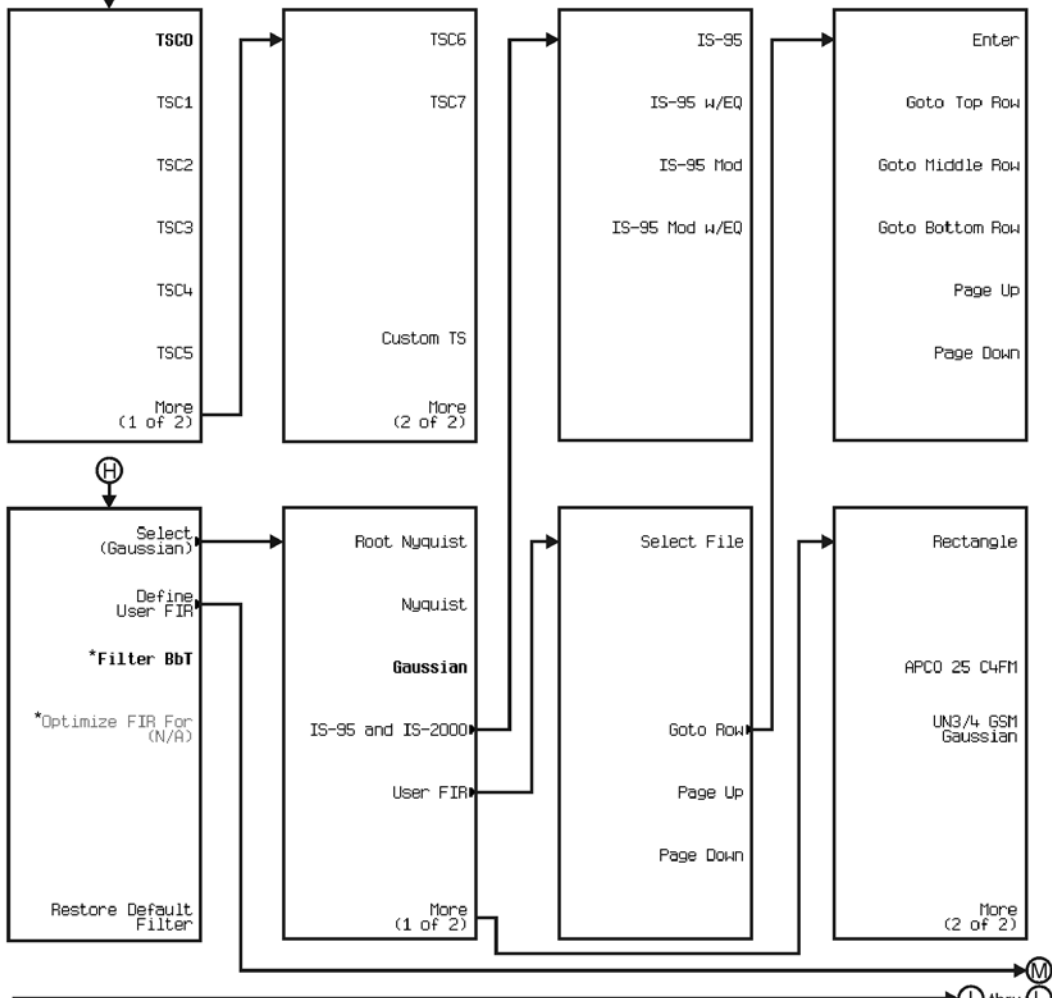 TSC0
TSC1
TSC2
TSC3
TSC4
TSC5
More
(1 of 2)
TSC6
TSC7
Custom TS
More
(2 of 2)
IS-95
IS-95 w/EQ
IS-95 Mod
IS-95 Mod w/EQ
Enter
Goto Top Row
Goto Middle Row
Goto Bottom Row
Page Up
Page Down
H
Select
(Gaussian)
Define
User FIR
*Filter BbT
*Optimize FIR For
(N/A)
Restore Default
Filter
Root Nyquist
Nyquist
Gaussian
IS-95 and IS-2000
User FIR
More
(1 of 2)
Select File
Goto Row
Page Up
Page Down
Rectangle
APCO 25 C4FM
UN3/4 GSM
Gaussian
More
(2 of 2)
M
thru